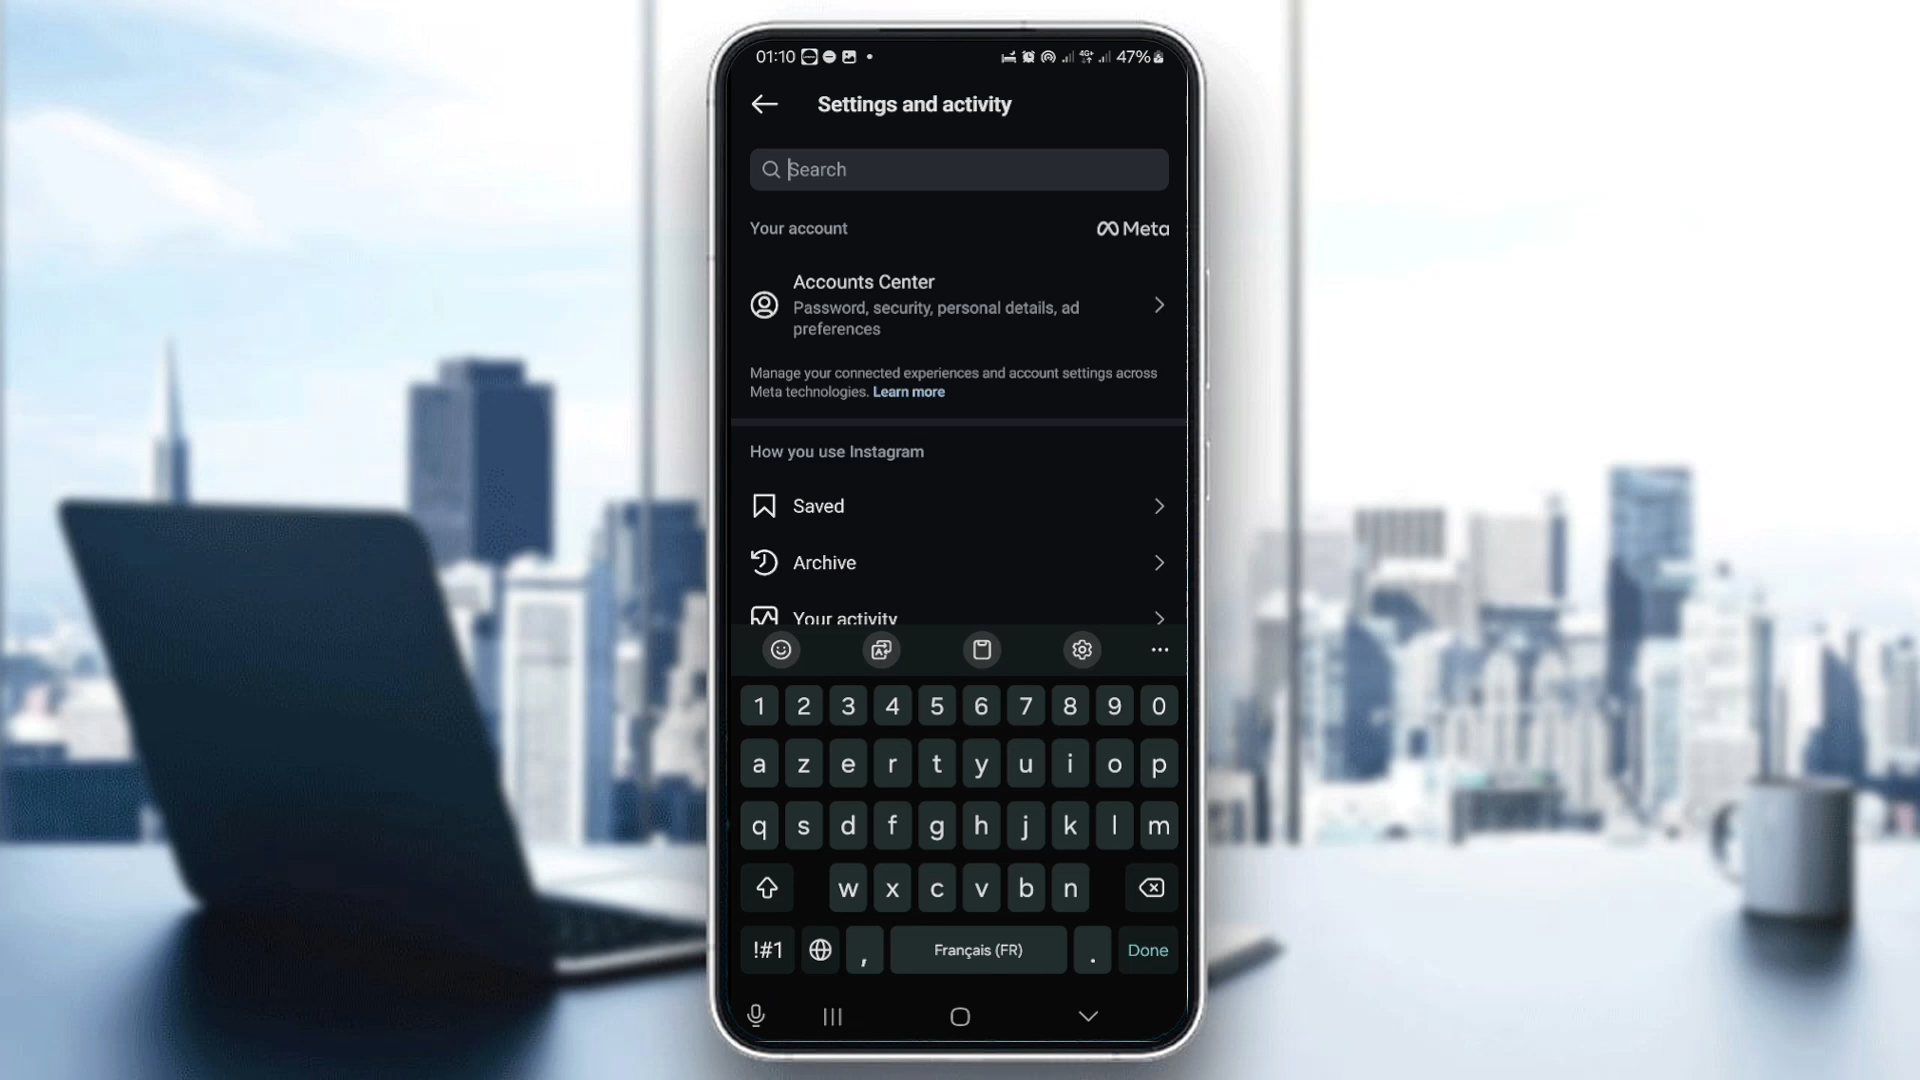 01:10 47%
Settings and activity
Search
Your account Meta
Accounts Center
Password, security, personal details, ad
preferences
Manage your connected experiences and account settings across
Meta technologies. Learn more
How you use Instagram
Saved
Archive
Your activity
1 2 3 4 5 6 7 8 9 0
a z e r t y u i o p
q s d f g h j k l m
w x c v b n
!#1 , Français (FR) . Done